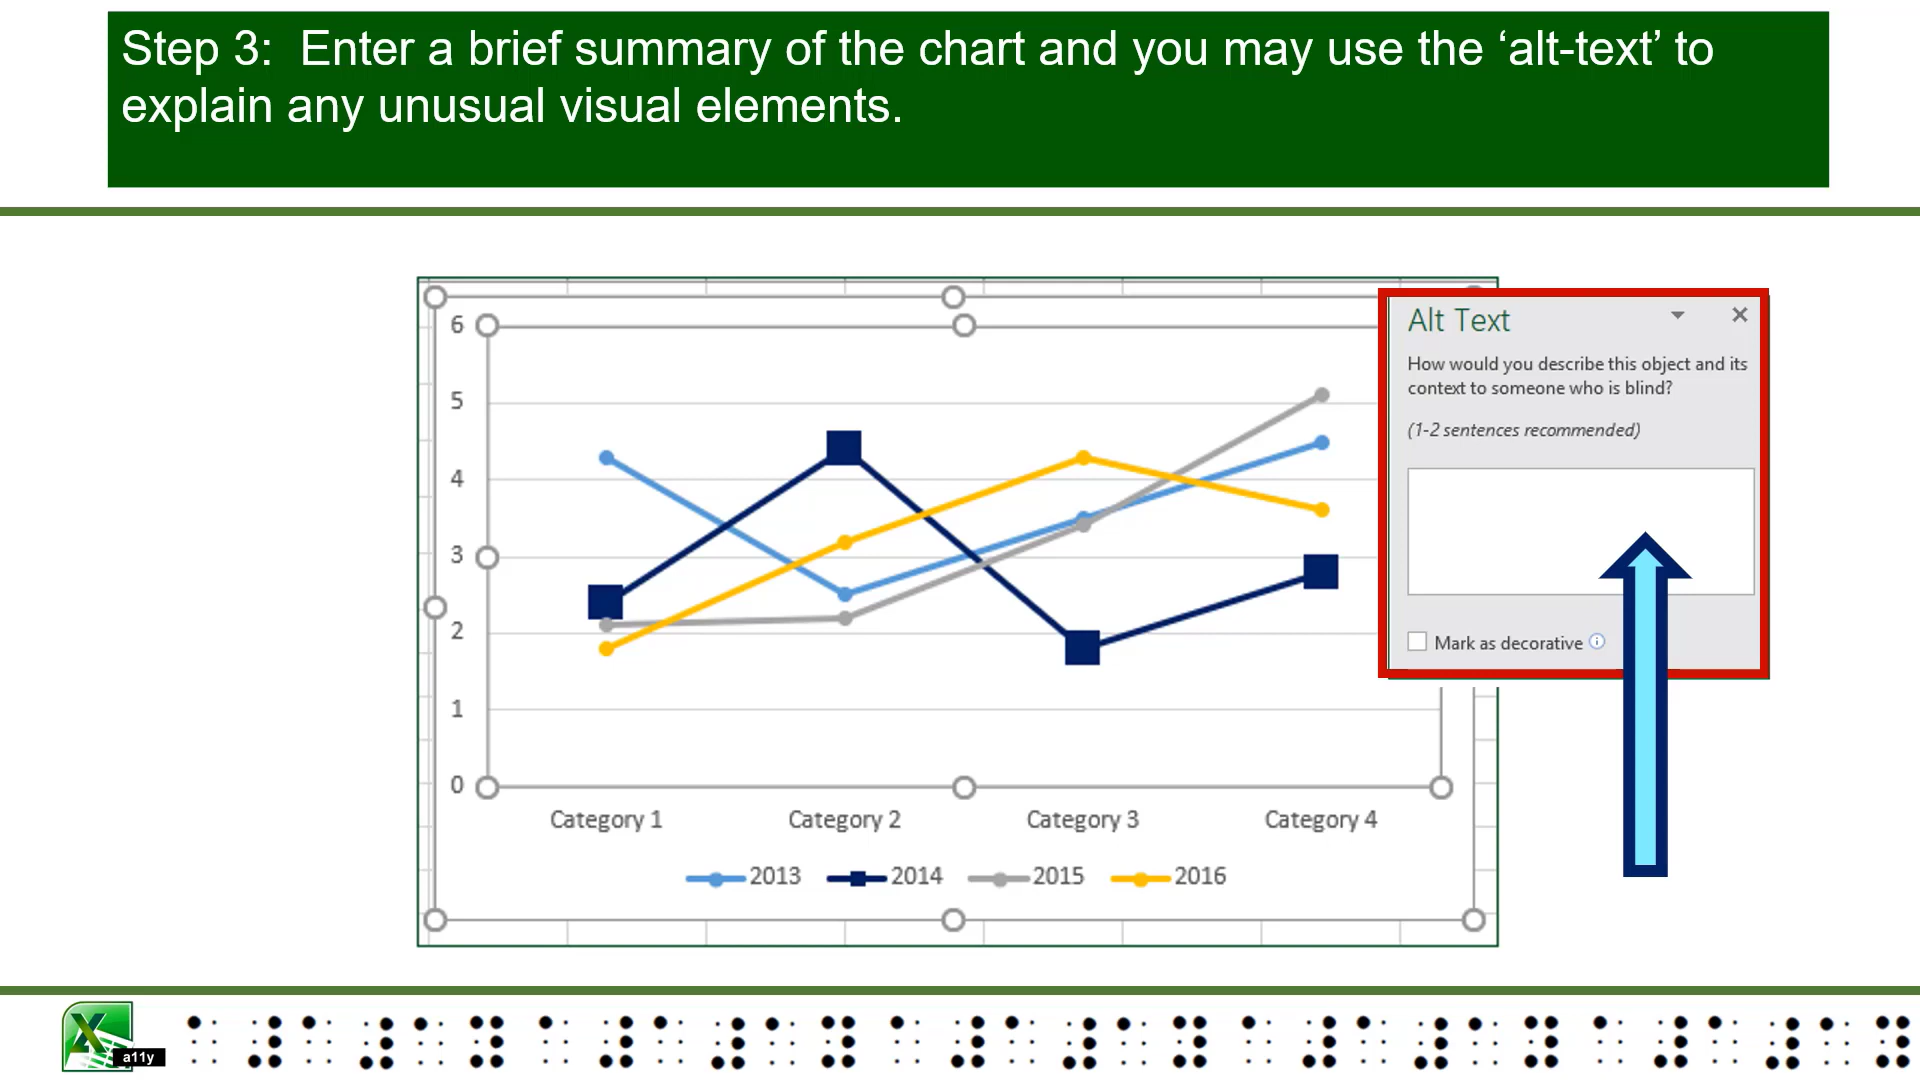 Step 3:  Enter a brief summary of the chart and you may use the ‘alt-text’ to
explain any unusual visual elements.
6
5
4
3
2
1
0
Category 1
Category 2
Category 3
Category 4
2013
2014
2015
2016
Alt Text
How would you describe this object and its
context to someone who is blind?
(1-2 sentences recommended)
Mark as decorative
a11y